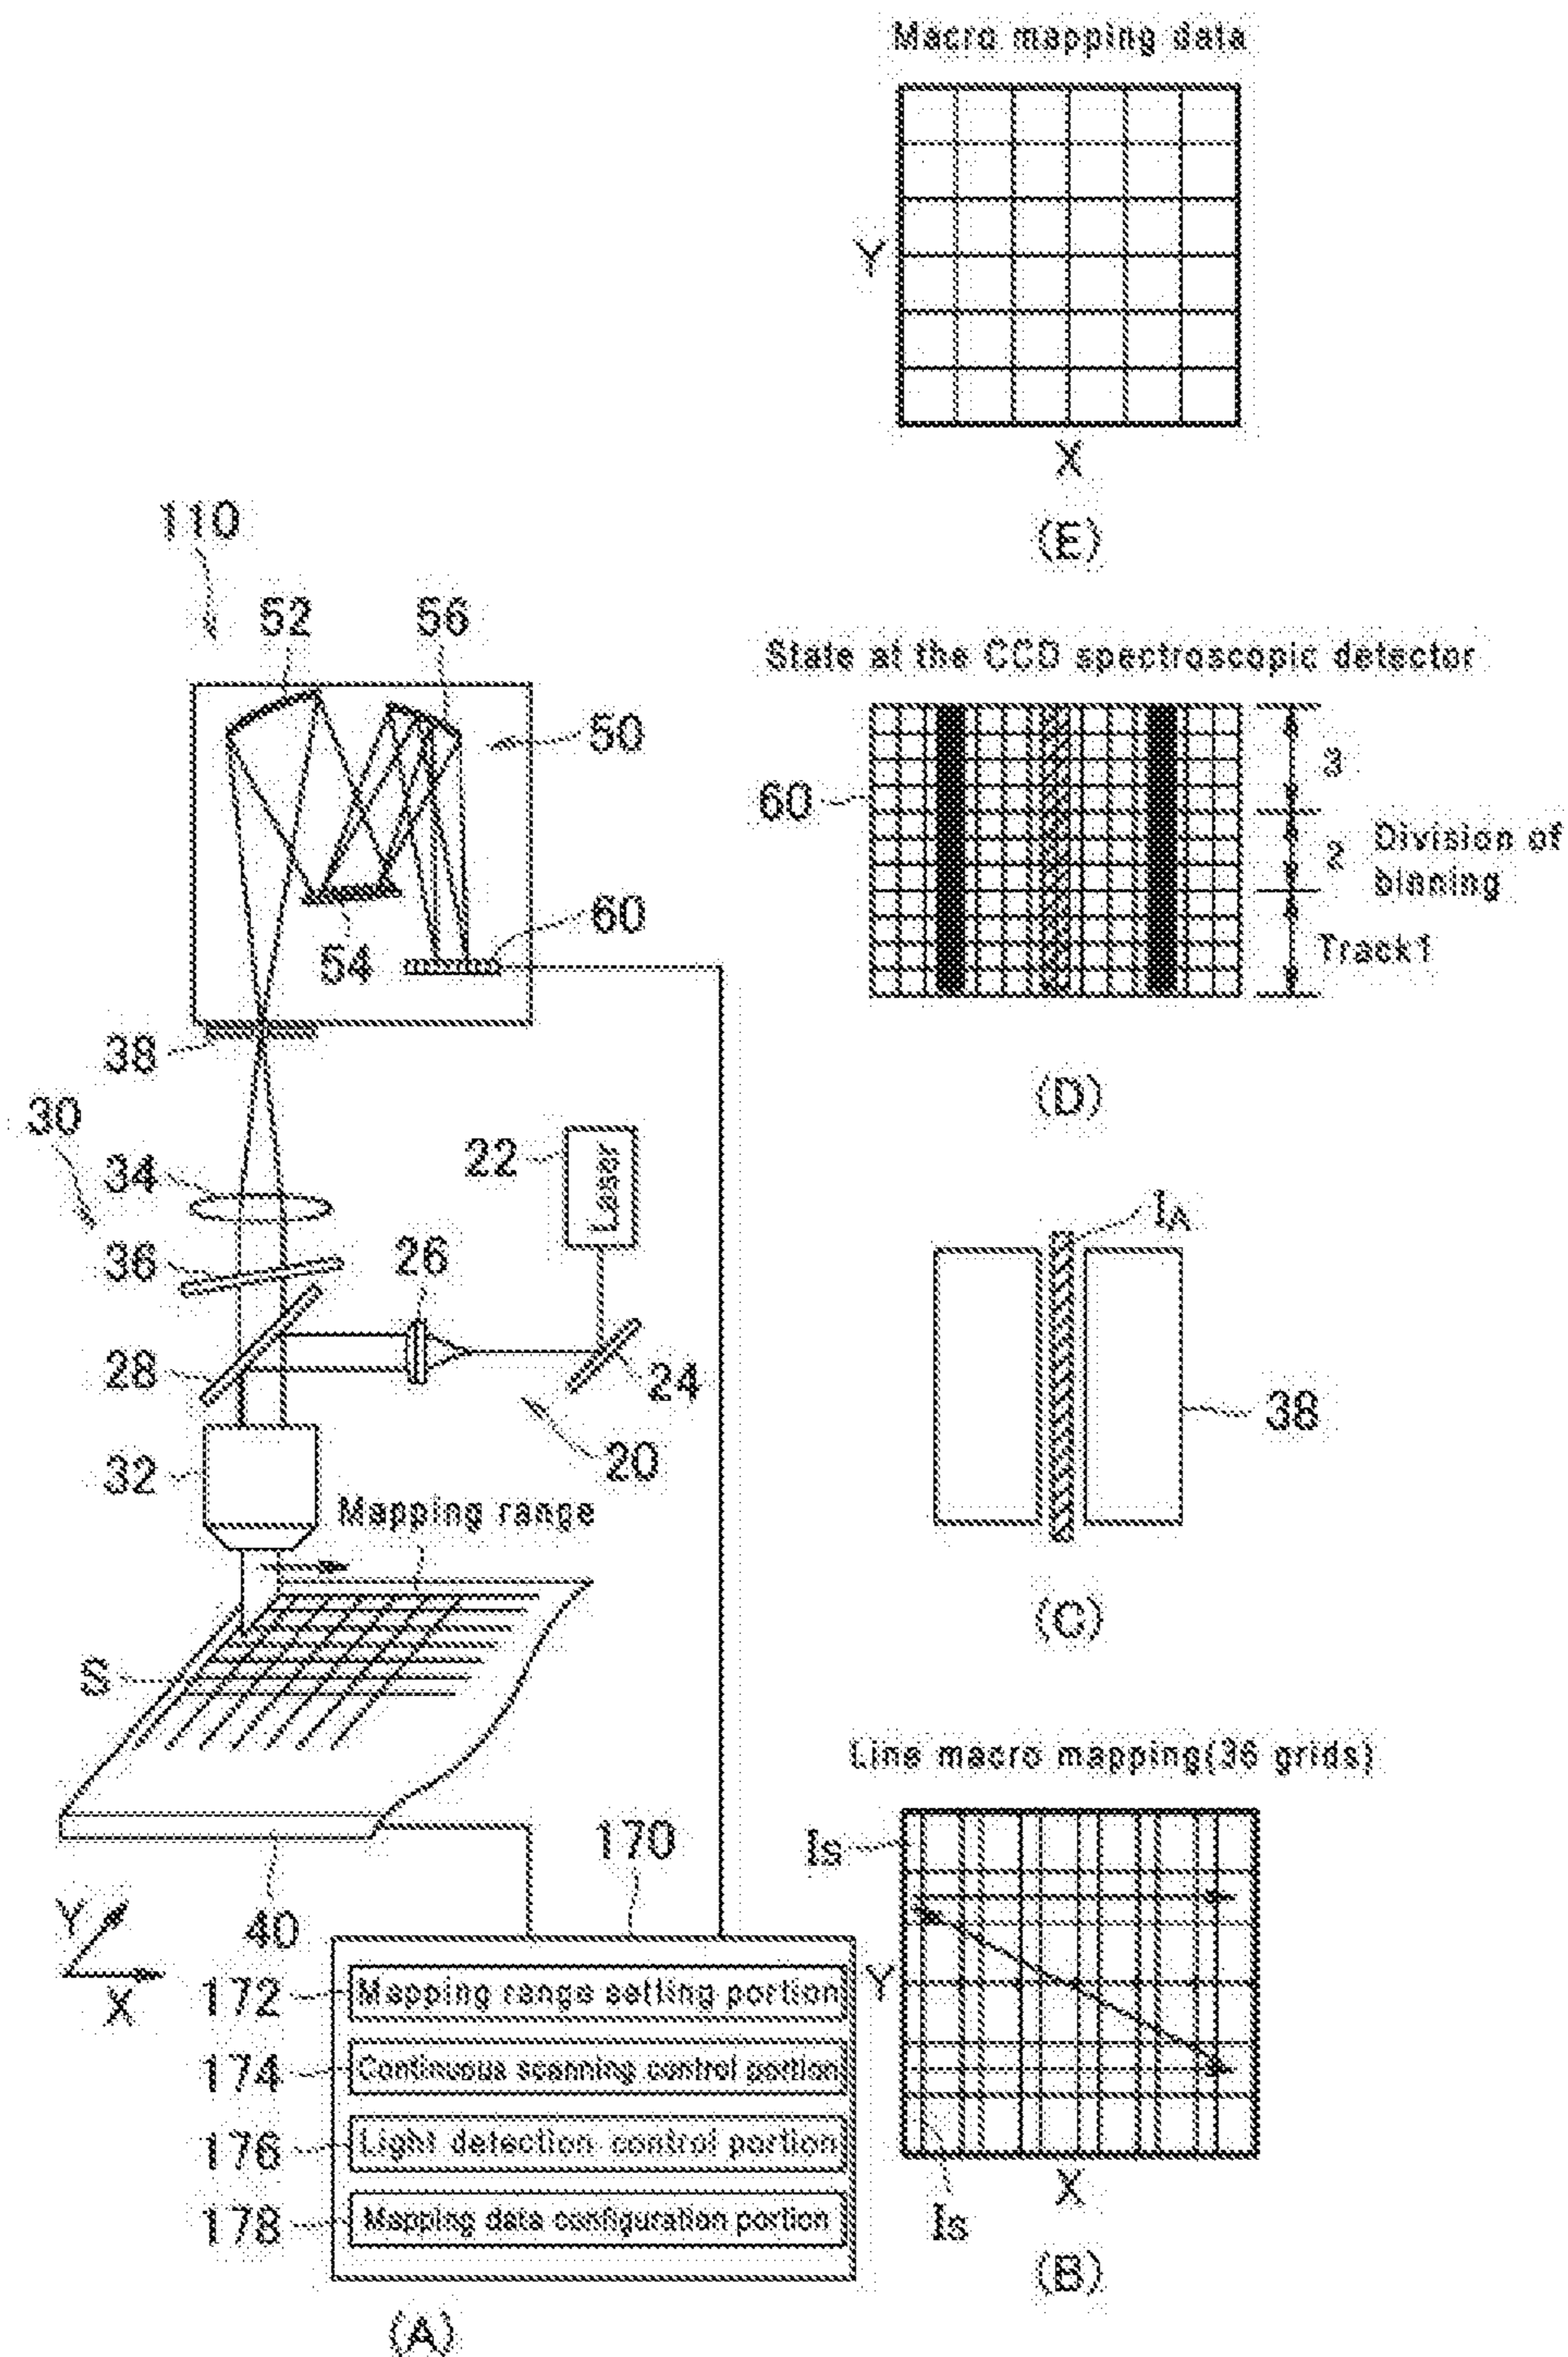 Macro mapping data
Y
X
(E)
110
52
56
50
54
60
38
State at the CCD spectroscopic detector
60
3
2
Division of
binning
Track1
(D)
30
34
36
22
Laser
26
28
24
20
32
Mapping range
S
40
Y
X
IA
38
(C)
Line macro mapping(36 grids)
Is
Y
X
Is
(B)
170
172
Mapping range setting portion
174
Continuous scanning control portion
176
Light detection control portion
178
Mapping data configuration portion
(A)